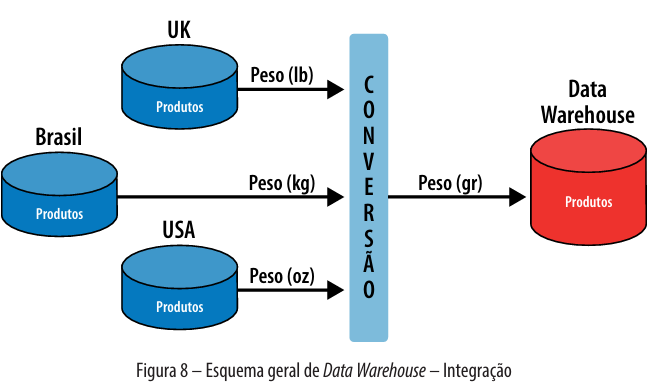 UK
Produtos
Peso (lb)
Brasil
Produtos
Peso (kg)
USA
Produtos
Peso (oz)
CONVERSÃO
Peso (gr)
Data
Warehouse
Produtos
Figura 8 – Esquema geral de Data Warehouse – Integração